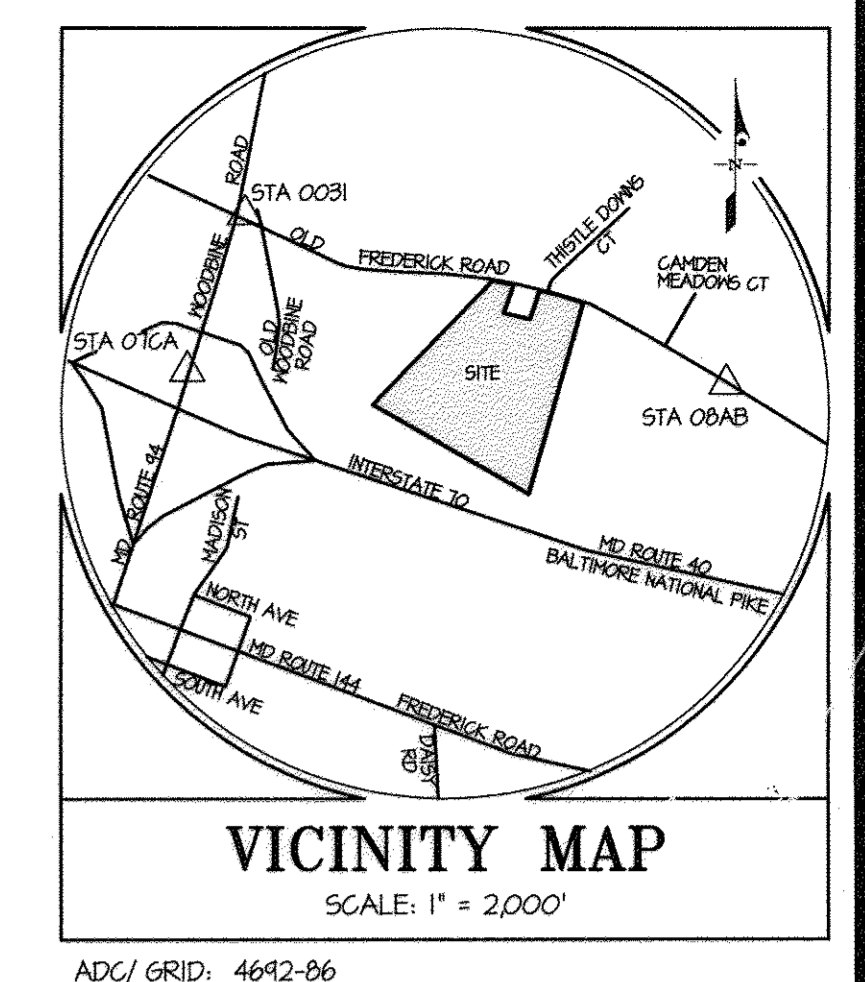 ROAD
STA 0031
WOODBINE
OLD
FREDERICK ROAD
THISTLE DOWNS
CT
CAMDEN
MEADOWS CT
N
STA 07CA
OLD
WOODBINE
ROAD
SITE
STA 08AB
MD ROUTE 94
INTERSTATE 70
MD ROUTE 40
BALTIMORE NATIONAL PIKE
MADISON
ST
NORTH AVE
MD ROUTE 144
SOUTH AVE
FREDERICK ROAD
DAISY
RD
VICINITY MAP
SCALE: 1" = 2,000'
ADC/ GRID: 4692-86